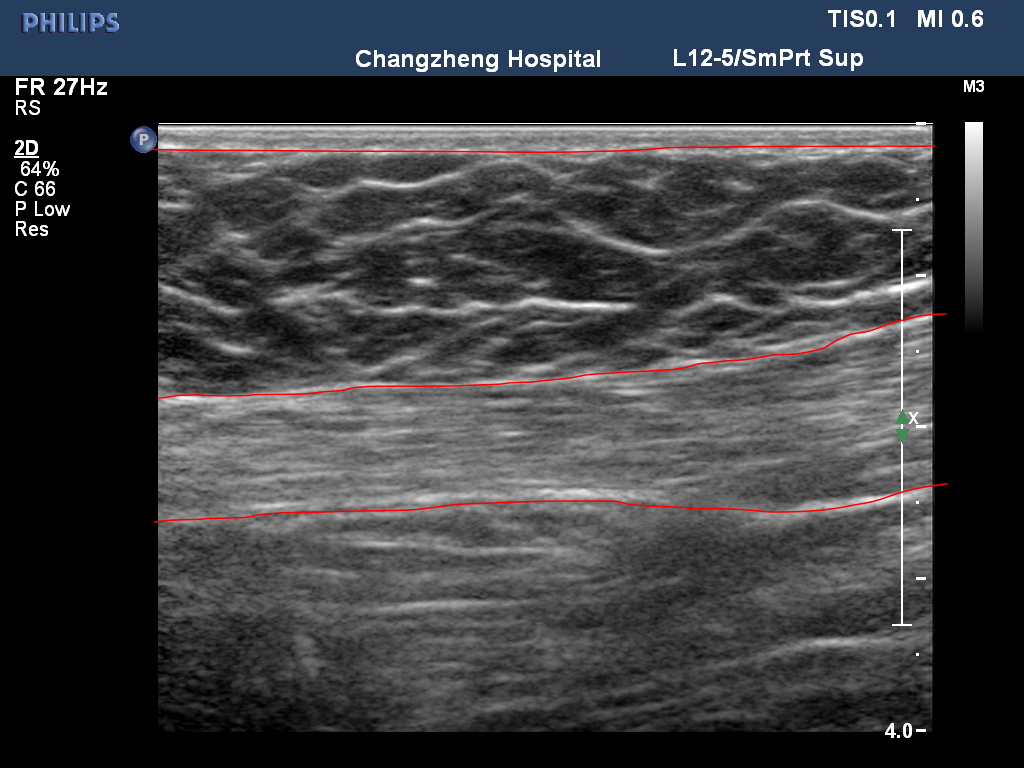 PHILIPS
TIS0.1 MI 0.6
Changzheng Hospital L12-5/SmPrt Sup
FR 27Hz
RS
M3
P
2D
64%
C 66
P Low
Res
X
4.0